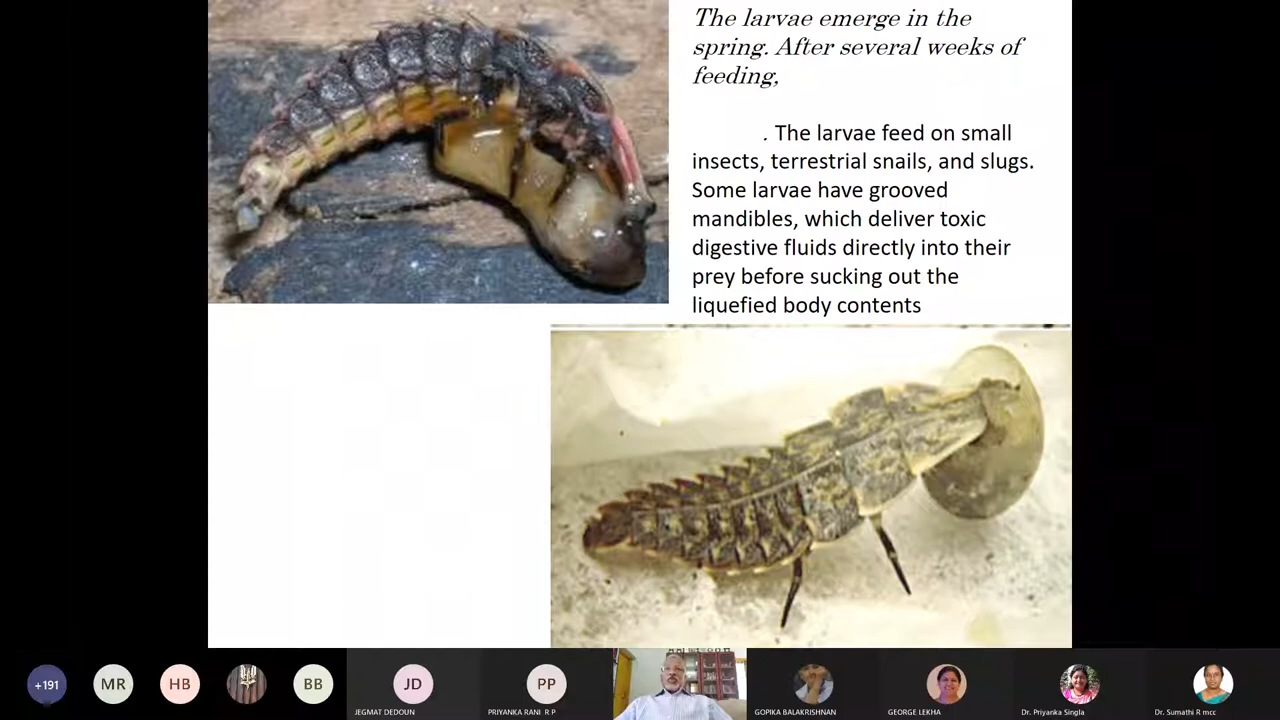 The larvae emerge in the
spring. After several weeks of
feeding,
. The larvae feed on small
insects, terrestrial snails, and slugs.
Some larvae have grooved
mandibles, which deliver toxic
digestive fluids directly into their
prey before sucking out the
liquefied body contents
+191
MR
HB
BB
JD
JEGMAT DEDOUN
PP
PRIYANKA RANI R P
GOPIKA BALAKRISHNAN
GEORGE LEKHA
Dr. Priyanka Singla
Dr. Sumathi R mcc